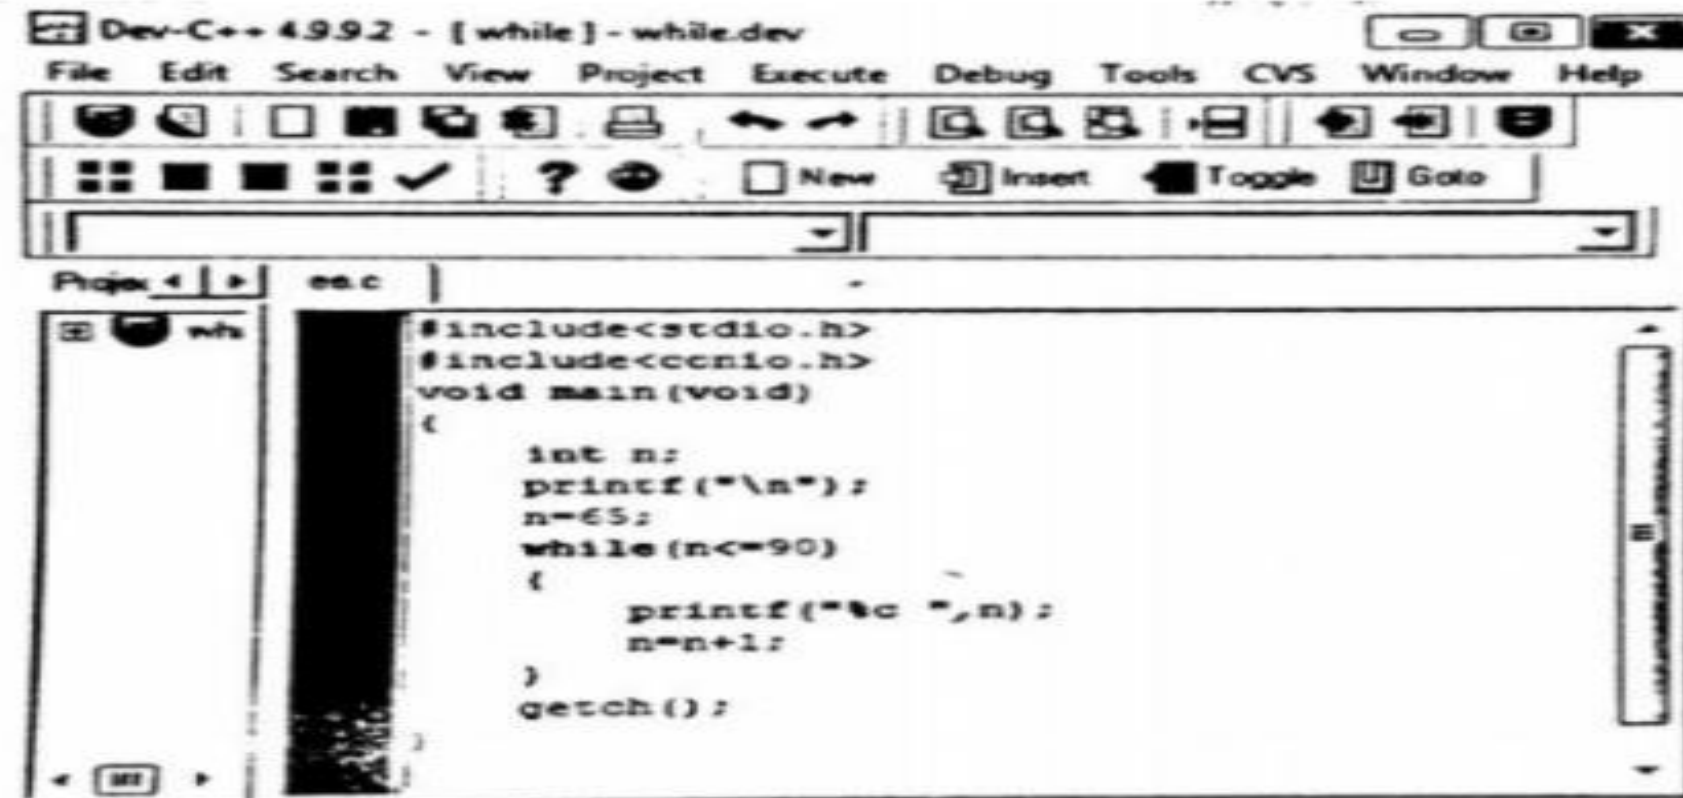 Dev-C++ 4.9.9.2 - [ while ] - while.dev
File Edit Search View Project Execute Debug Tools CVS Window Help
New Insert Toggle Goto
Projec ee.c
wh
#include<stdio.h>
#include<conio.h>
void main(void)
{
int n;
printf("\n");
n=65;
while(n<=90)
{
printf("%c ",n);
n=n+1;
}
getch();
}